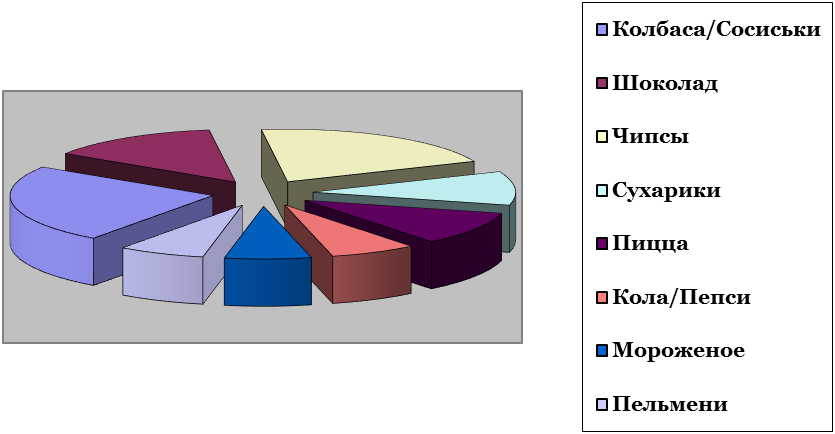 Колбаса/Сосиськи
Шоколад
Чипсы
Сухарики
Пицца
Кола/Пепси
Мороженое
Пельмени